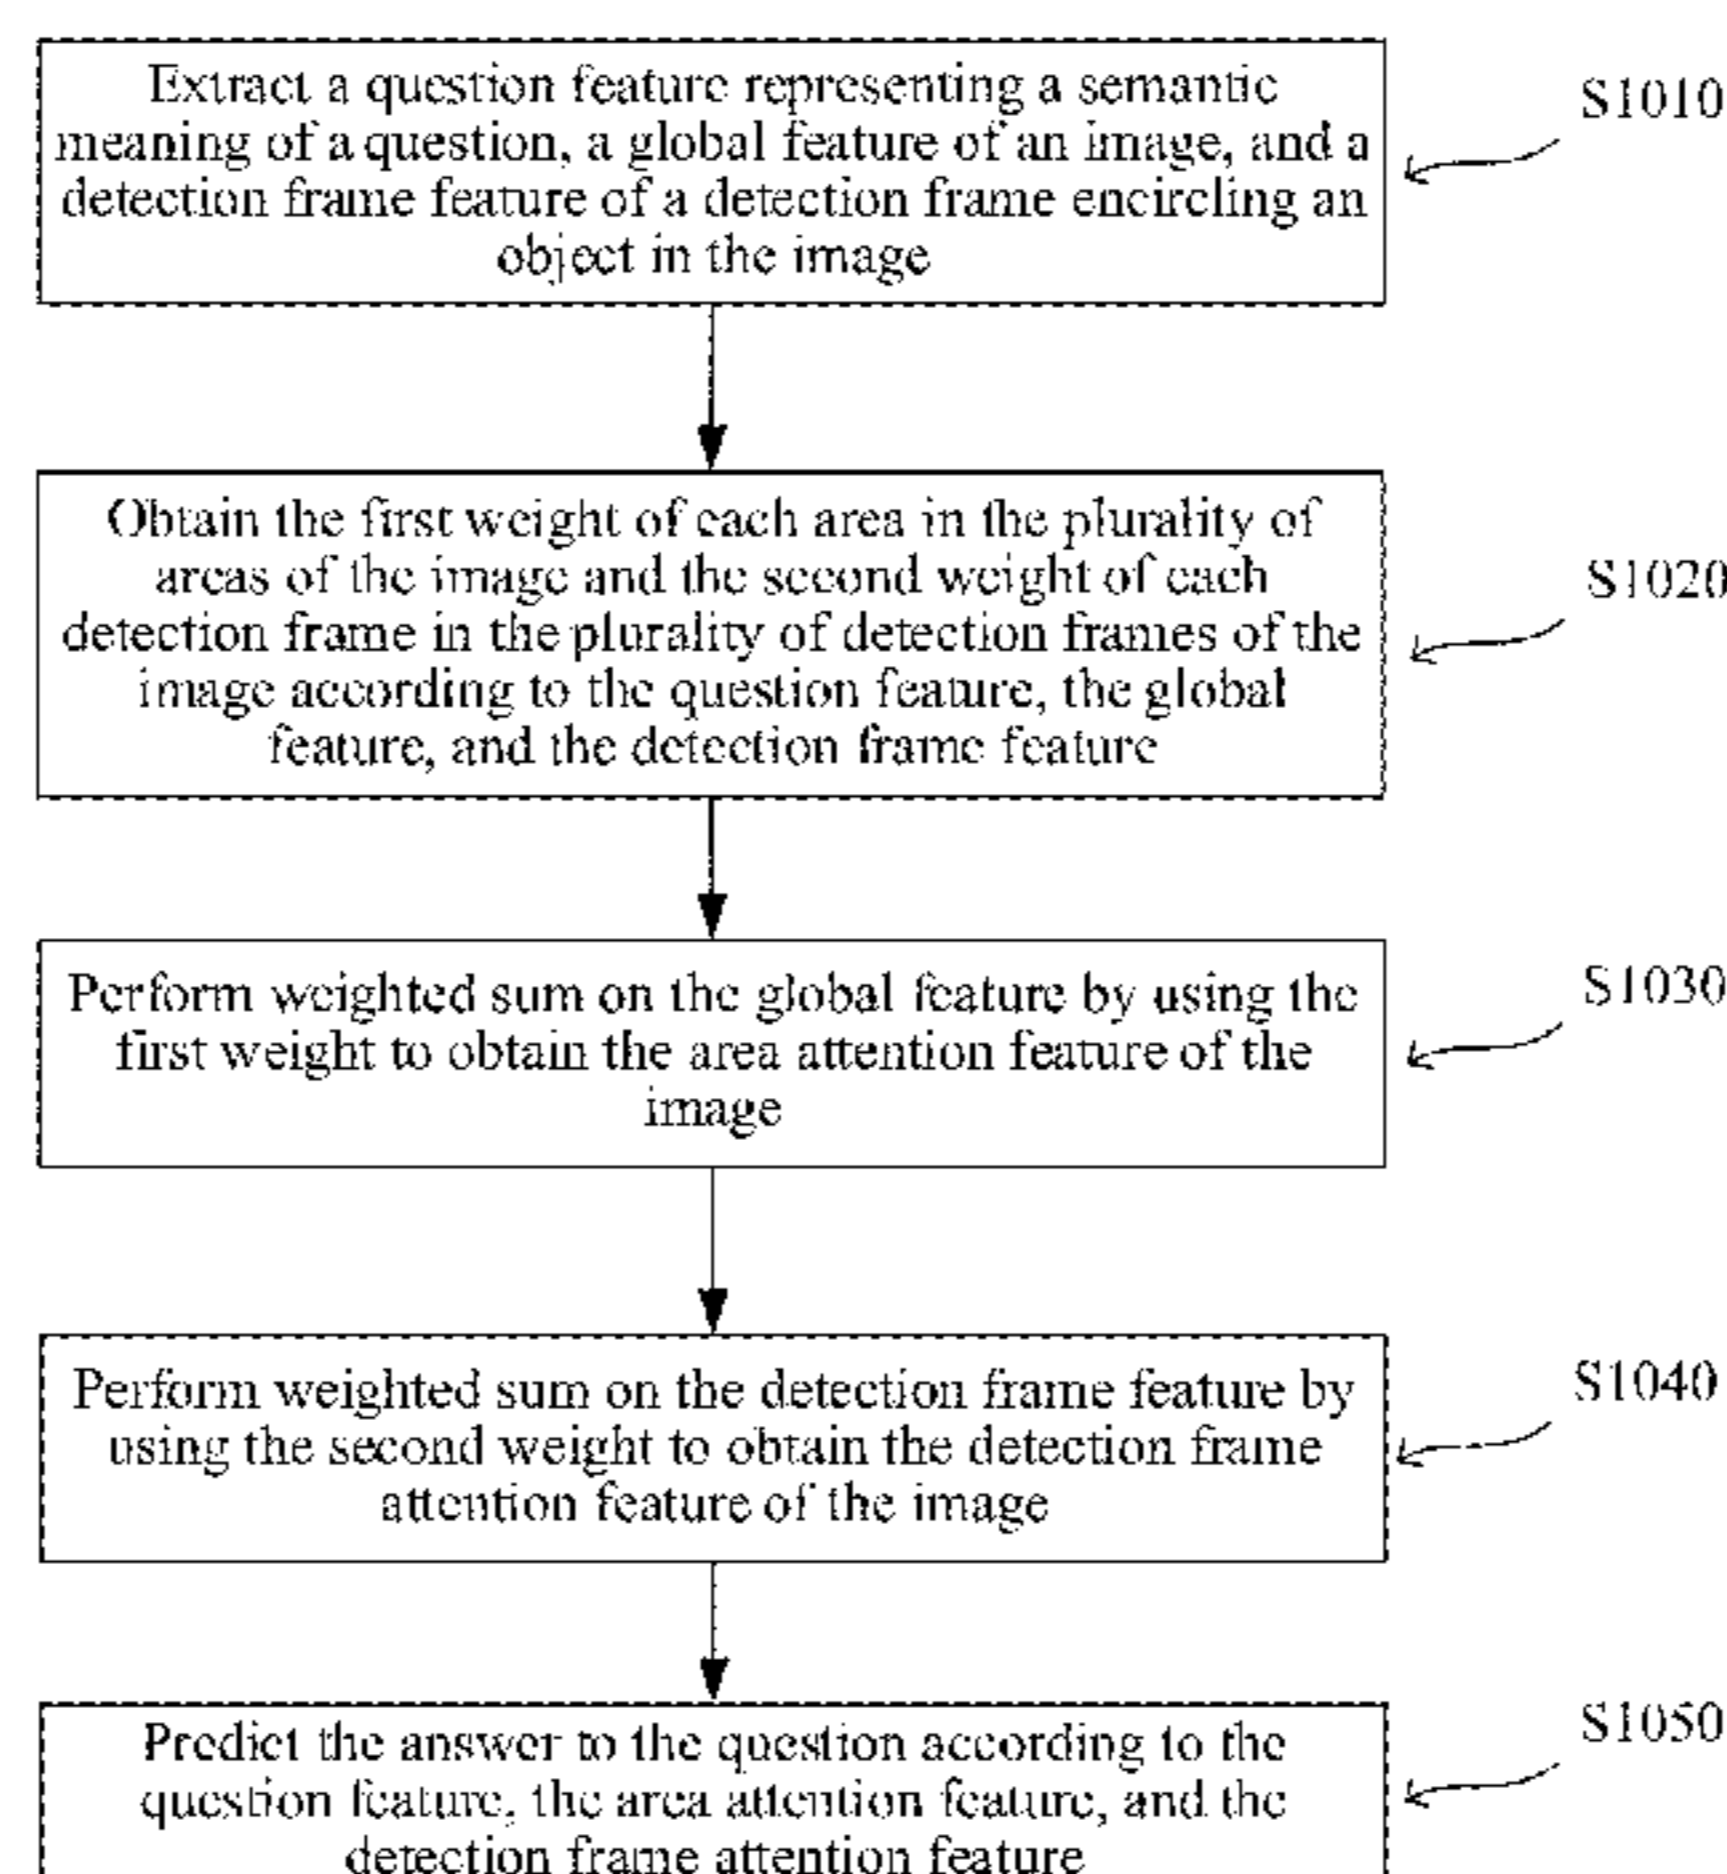 Extract a question feature representing a semantic
meaning of a question, a global feature of an image, and a
detection frame feature of a detection frame encircling an
object in the image
S1010
Obtain the first weight of each area in the plurality of
areas of the image and the second weight of each
detection frame in the plurality of detection frames of the
image according to the question feature, the global
feature, and the detection frame feature
S1020
Perform weighted sum on the global feature by using the
first weight to obtain the area attention feature of the
image
S1030
Perform weighted sum on the detection frame feature by
using the second weight to obtain the detection frame
attention feature of the image
S1040
Predict the answer to the question according to the
question feature, the area attention feature, and the
detection frame attention feature
S1050